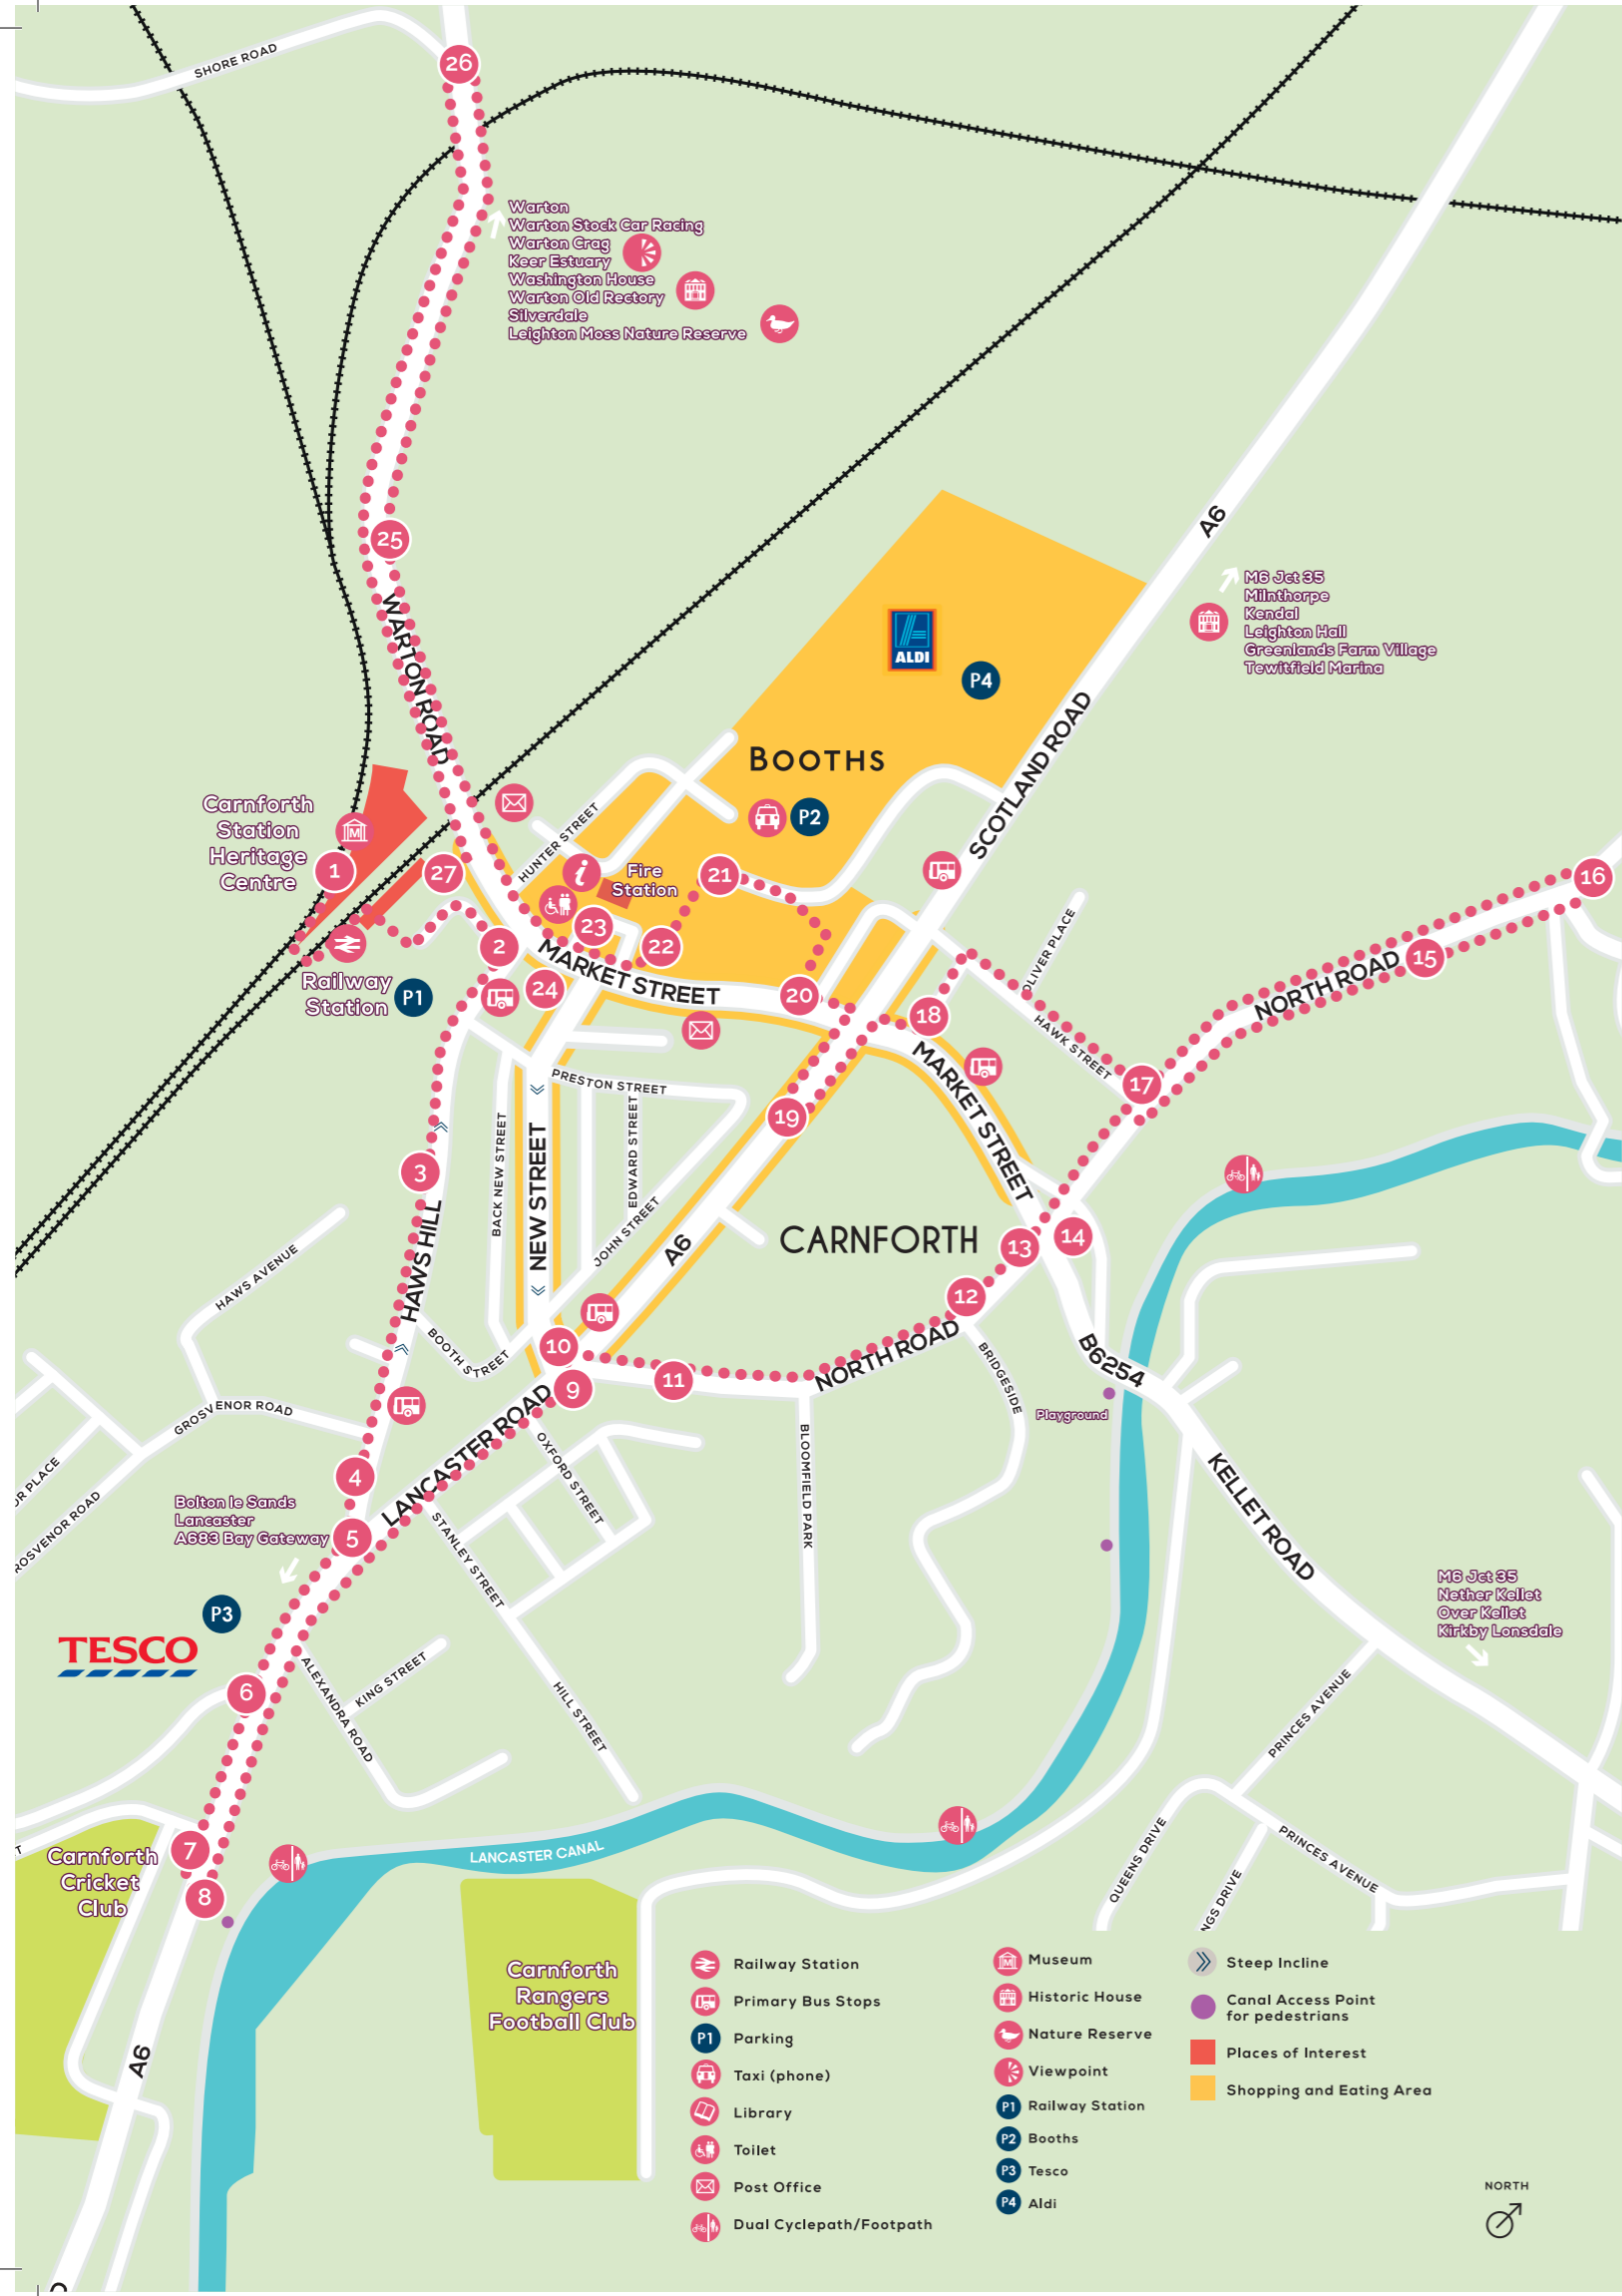 SHORE ROAD
26
Warton
Warton Stock Car Racing
Warton Crag
Keer Estuary
Washington House
Warton Old Rectory
Silverdale
Leighton Moss Nature Reserve
25
WARTON ROAD
A6
M6 Jct 35
Milnthorpe
Kendal
Leighton Hall
Greenlands Farm Village
Tewitfield Marina
ALDI
P4
SCOTLAND ROAD
BOOTHS
P2
HUNTER STREET
Carnforth
Station
Heritage
Centre
M
1
27
i
Fire
Station
21
16
2
23
22
MARKET STREET
OLIVER PLACE
15
NORTH ROAD
Railway
Station
P1
24
20
18
HAWK STREET
MARKET STREET
17
PRESTON STREET
19
3
BACK NEW STREET
NEW STREET
EDWARD STREET
JOHN STREET
HAWS HILL
A6
CARNFORTH
13
14
HAWS AVENUE
12
BOOTH STREET
10
11
NORTH ROAD
BRIDGESIDE
B6254
9
GROSVENOR ROAD
LANCASTER ROAD
OXFORD STREET
BLOOMFIELD PARK
Playground
KELLET ROAD
4
OR PLACE
ROSVENOR ROAD
Bolton le Sands
Lancaster
A683 Bay Gateway
5
STANLEY STREET
M6 Jct 35
Nether Kellet
Over Kellet
Kirkby Lonsdale
P3
TESCO
6
ALEXANDRA ROAD
KING STREET
HILL STREET
PRINCES AVENUE
7
T
Carnforth
Cricket
Club
8
LANCASTER CANAL
QUEENS DRIVE
NGS DRIVE
PRINCES AVENUE
Carnforth
Rangers
Football Club
A6
Railway Station
Primary Bus Stops
P1 Parking
Taxi (phone)
Library
Toilet
Post Office
Dual Cyclepath/Footpath
M Museum
Historic House
Nature Reserve
Viewpoint
P1 Railway Station
P2 Booths
P3 Tesco
P4 Aldi
Steep Incline
Canal Access Point
for pedestrians
Places of Interest
Shopping and Eating Area
NORTH